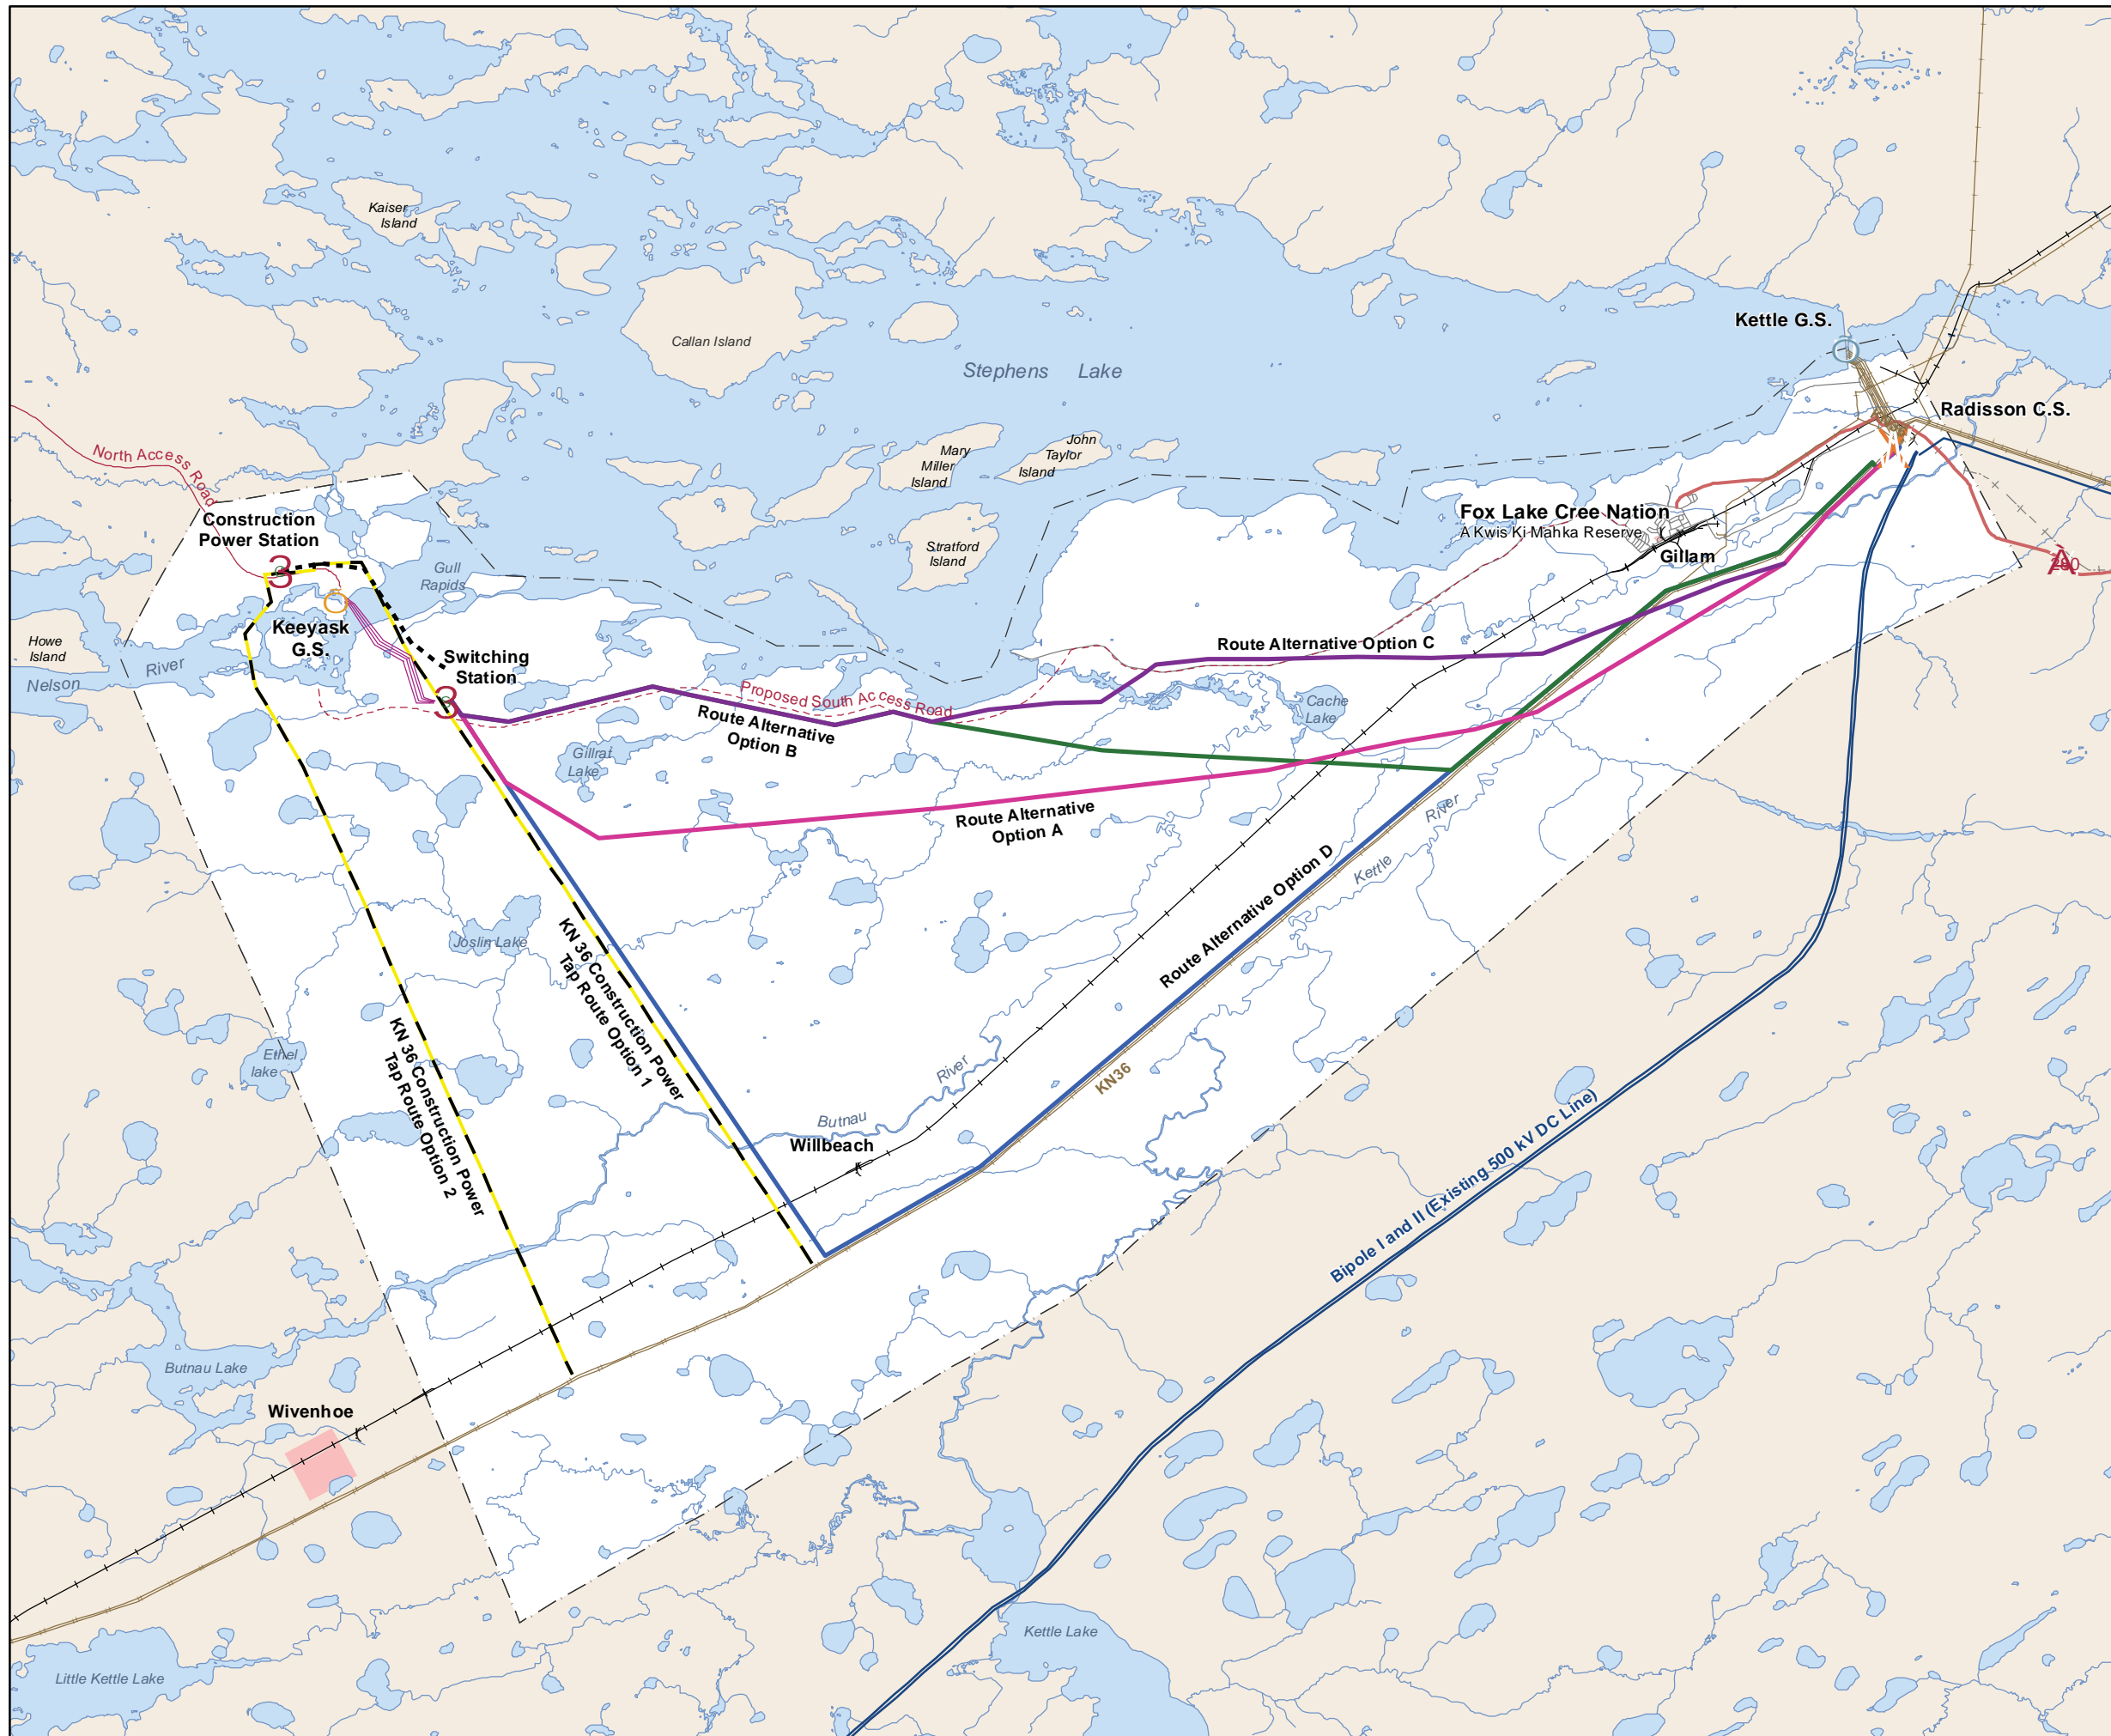 Kaiser
Island
Callan Island
Stephens Lake
Kettle G.S.
Radisson C.S.
Mary
Miller
Island
John
Taylor
Island
Stratford
Island
North Access Road
Construction
Power Station
3
Gull
Rapids
Fox Lake Cree Nation
A Kwis Ki Mahka Reserve
Gillam
280
Howe
Island
Nelson
River
Keeyask
G.S.
Switching
Station
3
Route Alternative Option C
Proposed South Access Road
Route Alternative
Option B
Cache
Lake
Gillrat
Lake
Route Alternative
Option A
River
Kettle
Route Alternative Option D
Joslin Lake
KN 36 Construction Power
Tap Route Option 1
KN 36 Construction Power
Tap Route Option 2
Ethel
lake
River
Butnau
KN36
Willbeach
Bipole I and II (Existing 500 kV DC Line)
Butnau Lake
Wivenhoe
Kettle Lake
Little Kettle Lake